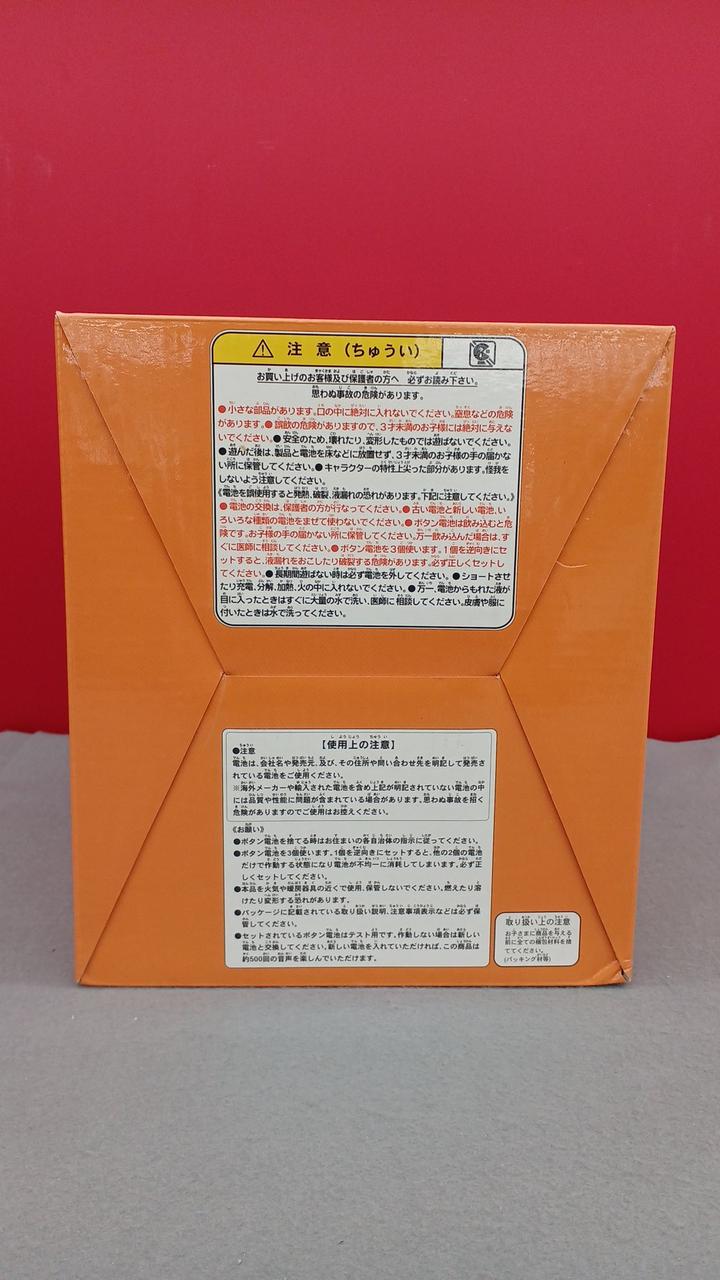 注意（ちゅうい）
お買い上げのお客様及び保護者の方へ 必ずお読み下さい。
思わぬ事故の危険があります。
●小さな部品があります。口の中に絶対に入れないでください。窒息などの危険
があります。●誤飲の危険がありますので、3才未満のお子様には絶対に与えな
いでください。●安全のため、壊れたり、変形したものでは遊ばないでください。
●遊んだ後は、製品と電池を床などに放置せず、3才未満のお子様の手の届かな
い所に保管してください。●キャラクターの特性上尖った部分があります。怪我を
しないよう注意してください。
《電池を誤使用すると発熱、破裂、液漏れの恐れがあります。下記に注意してください。》
●電池の交換は、保護者の方が行なってください。●古い電池と新しい電池、い
ろいろな種類の電池をまぜて使わないでください。●ボタン電池は飲み込むと危
険です。お子様の手の届かない所に保管してください。万一飲み込んだ場合は、す
ぐに医師に相談してください。●ボタン電池を3個使います。1個を逆向きにセ
ットすると、液漏れをおこしたり破裂する危険があります。必ず正しくセットし
てください。●長期間遊ばない時は必ず電池を外してください。●ショートさせ
たり充電、分解、加熱、火の中に入れないでください。●万一、電池からもれた液が
目に入ったときはすぐに大量の水で洗い、医師に相談してください。皮膚や服に
付いたときは水で洗ってください。
【使用上の注意】
●注意
電池は、会社名や発売元、及び、その住所や問い合わせ先を明記して発売さ
れている電池をご使用ください。
※海外メーカーや輸入された電池を含め上記が明記されていない電池の中
には品質や性能に問題が含まれている場合があります。思わぬ事故を招く
危険がありますのでご使用はお控えください。
《お願い》
●ボタン電池を捨てる時はお住まいの各自治体の指示に従ってください。
●ボタン電池を3個使います。1個を逆向きにセットすると、他の2個の電池
だけで作動する状態になり電池が不均一に消耗してしまいます。必ず正
しくセットしてください。
●本品を火気や暖房器具の近くで使用、保管しないでください。燃えたり溶
けたり変形する恐れがあります。
●パッケージに記載されている取り扱い説明、注意事項表示などは必ず保
管してください。
●セットされているボタン電池はテスト用です。作動しない場合は新しい
電池と交換してください。新しい電池を入れていただければ、この商品は
約500回の音声を楽しんでいただけます。
取り扱い上の注意
お子さまに商品を与える
前に全ての梱包材料を捨
ててください。
(パッキング材等)